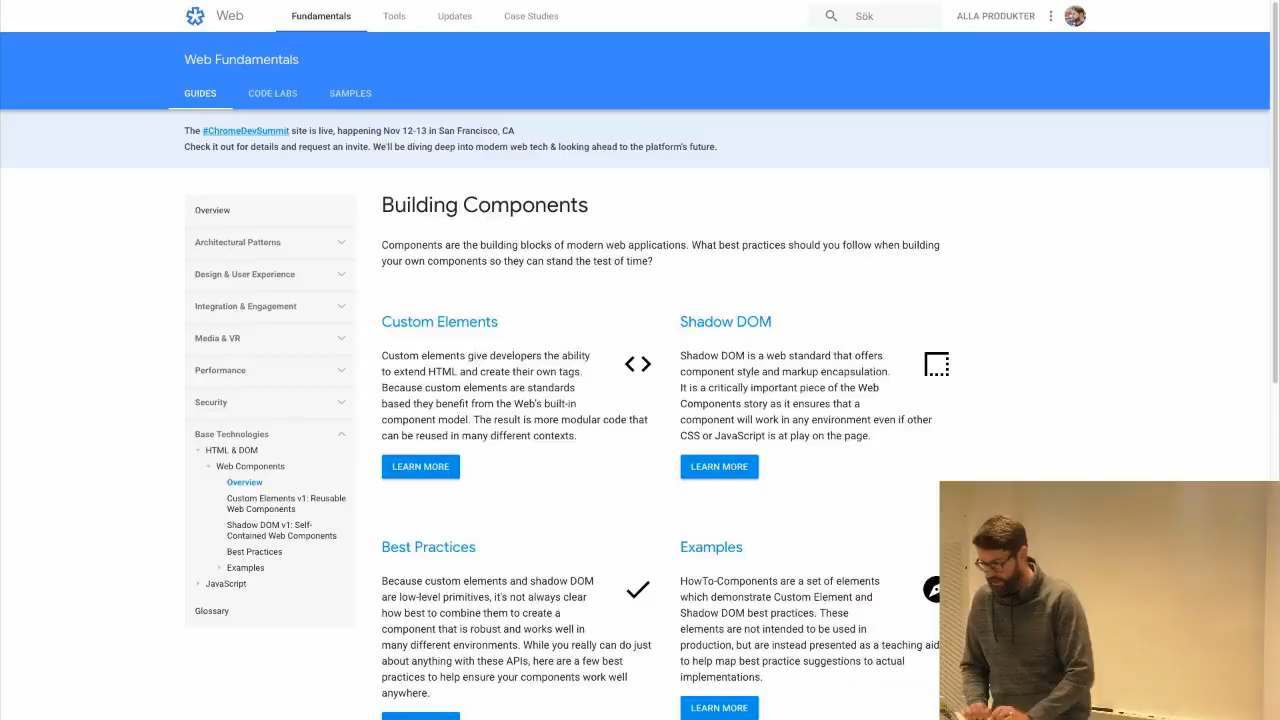 Web
Fundamentals
Tools
Updates
Case Studies
Sök
ALLA PRODUKTER
Web Fundamentals
GUIDES
CODE LABS
SAMPLES
The #ChromeDevSummit site is live, happening Nov 12-13 in San Francisco, CA
Check it out for details and request an invite. We'll be diving deep into modern web tech & looking ahead to the platform's future.
Overview
Architectural Patterns
Design & User Experience
Integration & Engagement
Media & VR
Performance
Security
Base Technologies
HTML & DOM
Web Components
Overview
Custom Elements v1: Reusable
Web Components
Shadow DOM v1: Self-
Contained Web Components
Best Practices
Examples
JavaScript
Glossary
Building Components
Components are the building blocks of modern web applications. What best practices should you follow when building
your own components so they can stand the test of time?
Custom Elements
Custom elements give developers the ability
to extend HTML and create their own tags.
Because custom elements are standards
based they benefit from the Web's built-in
component model. The result is more modular code that
can be reused in many different contexts.
LEARN MORE
Shadow DOM
Shadow DOM is a web standard that offers
component style and markup encapsulation.
It is a critically important piece of the Web
Components story as it ensures that a
component will work in any environment even if other
CSS or JavaScript is at play on the page.
LEARN MORE
Best Practices
Because custom elements and shadow DOM
are low-level primitives, it's not always clear
how best to combine them to create a
component that is robust and works well in
many different environments. While you really can do just
about anything with these APIs, here are a few best
practices to help ensure your components work well
anywhere.
Examples
HowTo-Components are a set of elements
which demonstrate Custom Element and
Shadow DOM best practices. These
elements are not intended to be used in
production, but are instead presented as a teaching aid
to help map best practice suggestions to actual
implementations.
LEARN MORE